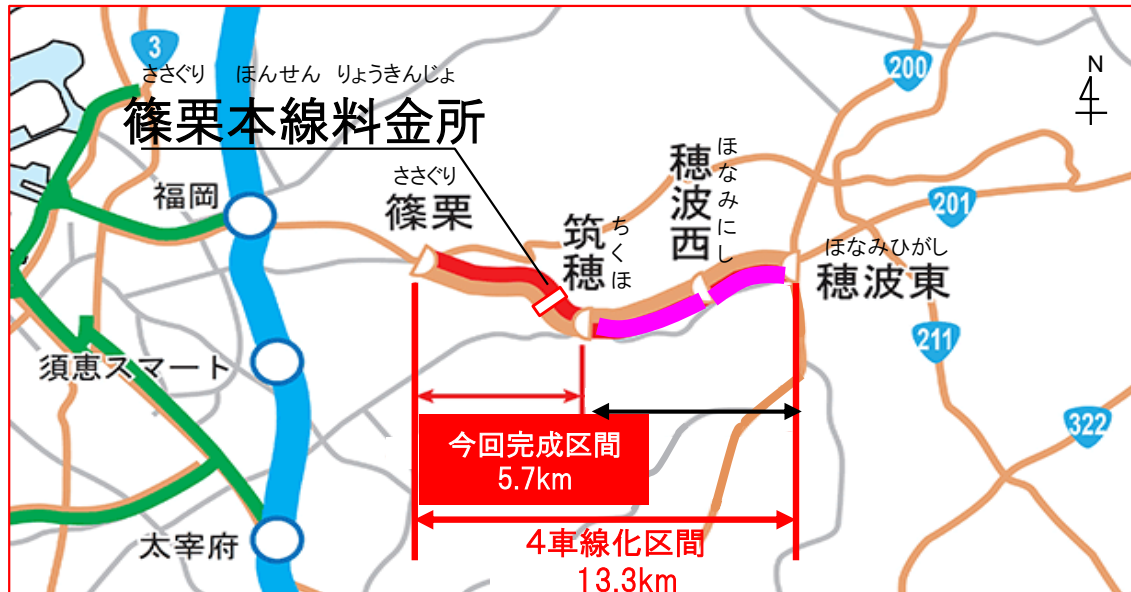 3
ささぐり ほんせん りょうきんじょ
篠栗本線料金所
200
N
福岡
ささぐり
篠栗
ちくほ
筑穂
ほなみにし
穂波西
201
ほなみひがし
穂波東
211
須恵スマート
322
今回完成区間
5.7km
太宰府
4車線化区間
13.3km